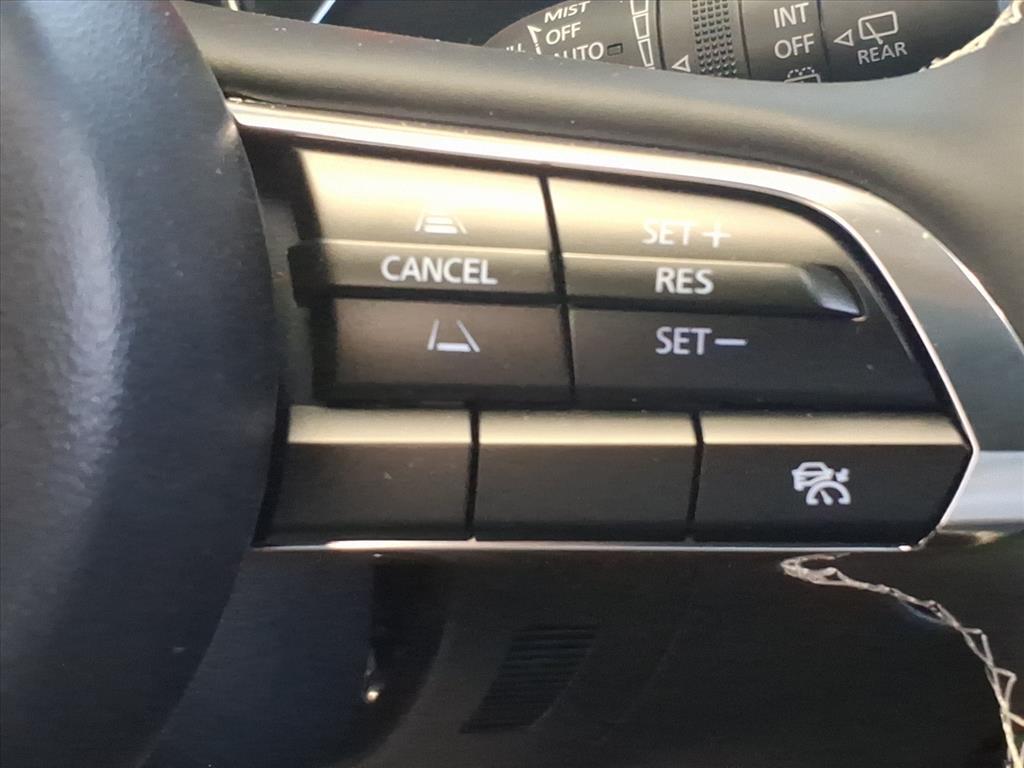 MIST
OFF
AUTO
INT
OFF
REAR
SET+
CANCEL
RES
SET−